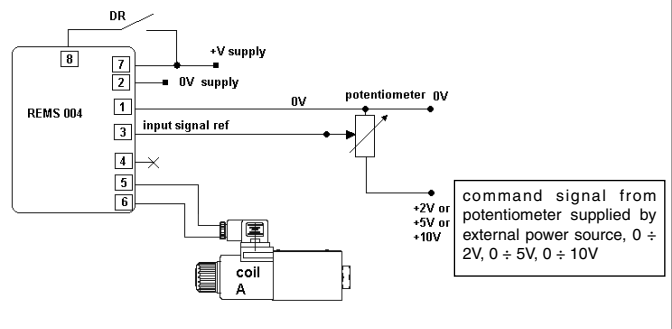 DR
8
7
+V supply
2
0V supply
potentiometer 0V
1
0V
REMS 004
3
input signal ref
4
5
6
+2V or
+5V or
+10V
command signal from
potentiometer supplied by
external power source, 0 ÷
2V, 0 ÷ 5V, 0 ÷ 10V
coil
A